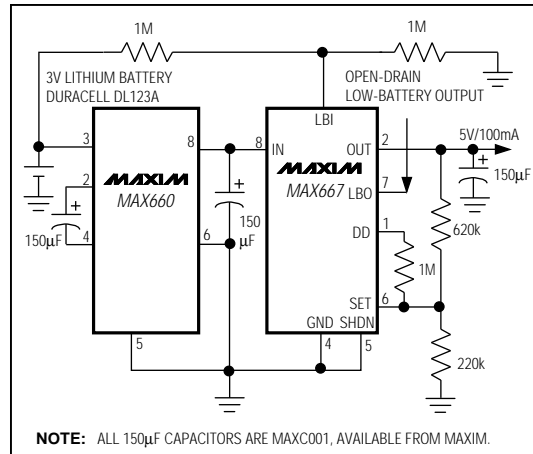 1M
1M
3V LITHIUM BATTERY
DURACELL DL123A
OPEN-DRAIN
LOW-BATTERY OUTPUT
LBI
3
8
8
IN
OUT
2
5V/100mA
MAXIM
MAX660
MAXIM
MAX667
2
+
150µF
4
6
+
150
µF
LBO
7
+
150µF
DD
1
620k
1M
SET
6
GND
SHDN
5
4
5
220k
NOTE: ALL 150µF CAPACITORS ARE MAXC001, AVAILABLE FROM MAXIM.